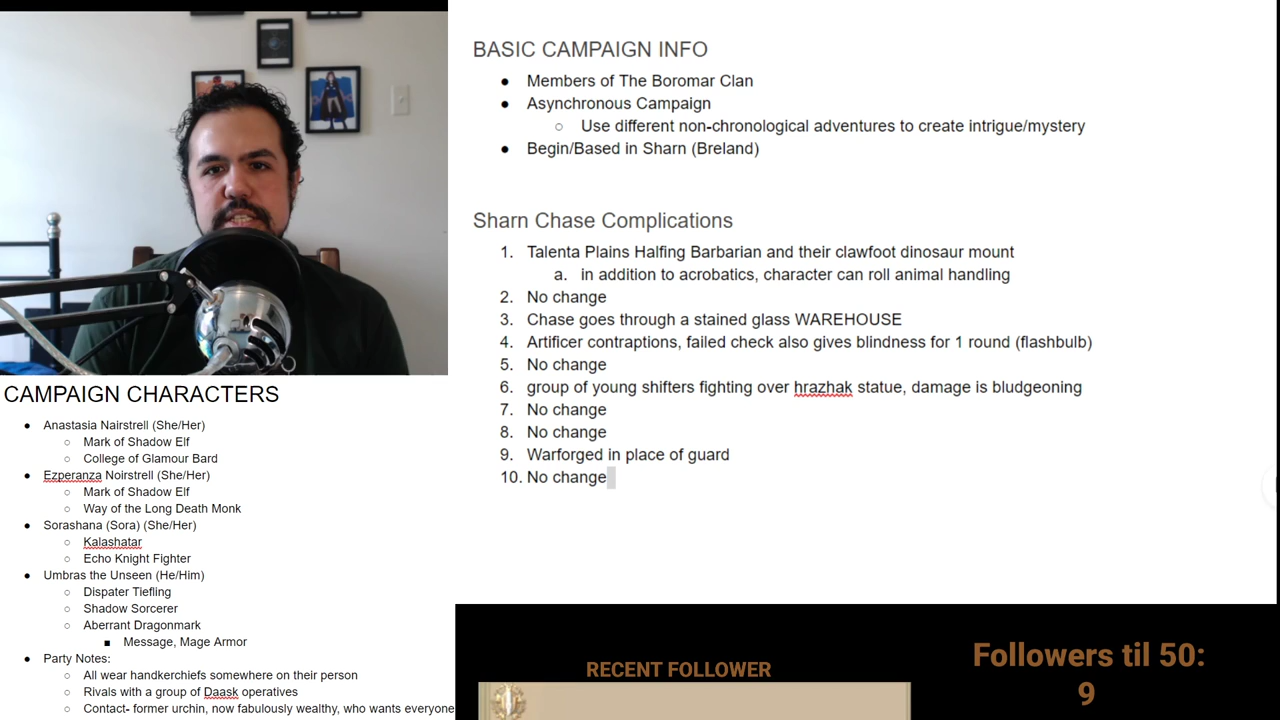 BASIC CAMPAIGN INFO
● Members of The Boromar Clan
● Asynchronous Campaign
○ Use different non-chronological adventures to create intrigue/mystery
● Begin/Based in Sharn (Breland)
Sharn Chase Complications
1. Talenta Plains Halfing Barbarian and their clawfoot dinosaur mount
a. in addition to acrobatics, character can roll animal handling
2. No change
3. Chase goes through a stained glass WAREHOUSE
4. Artificer contraptions, failed check also gives blindness for 1 round (flashbulb)
5. No change
6. group of young shifters fighting over hrazhak statue, damage is bludgeoning
7. No change
8. No change
9. Warforged in place of guard
10. No change
CAMPAIGN CHARACTERS
● Anastasia Nairstrell (She/Her)
○ Mark of Shadow Elf
○ College of Glamour Bard
● Ezperanza Noirstrell (She/Her)
○ Mark of Shadow Elf
○ Way of the Long Death Monk
● Sorashana (Sora) (She/Her)
○ Kalashatar
○ Echo Knight Fighter
● Umbras the Unseen (He/Him)
○ Dispater Tiefling
○ Shadow Sorcerer
○ Aberrant Dragonmark
■ Message, Mage Armor
● Party Notes:
○ All wear handkerchiefs somewhere on their person
○ Rivals with a group of Daask operatives
○ Contact- former urchin, now fabulously wealthy, who wants everyone
RECENT FOLLOWER
Followers til 50:
9